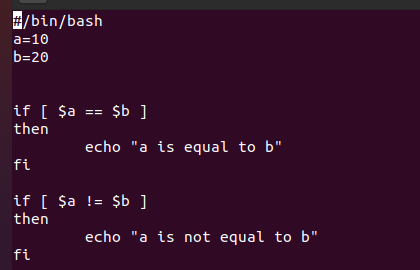 #/bin/bash
a=10
b=20
if [ $a == $b ]
then
echo "a is equal to b"
fi
if [ $a != $b ]
then
echo "a is not equal to b"
fi